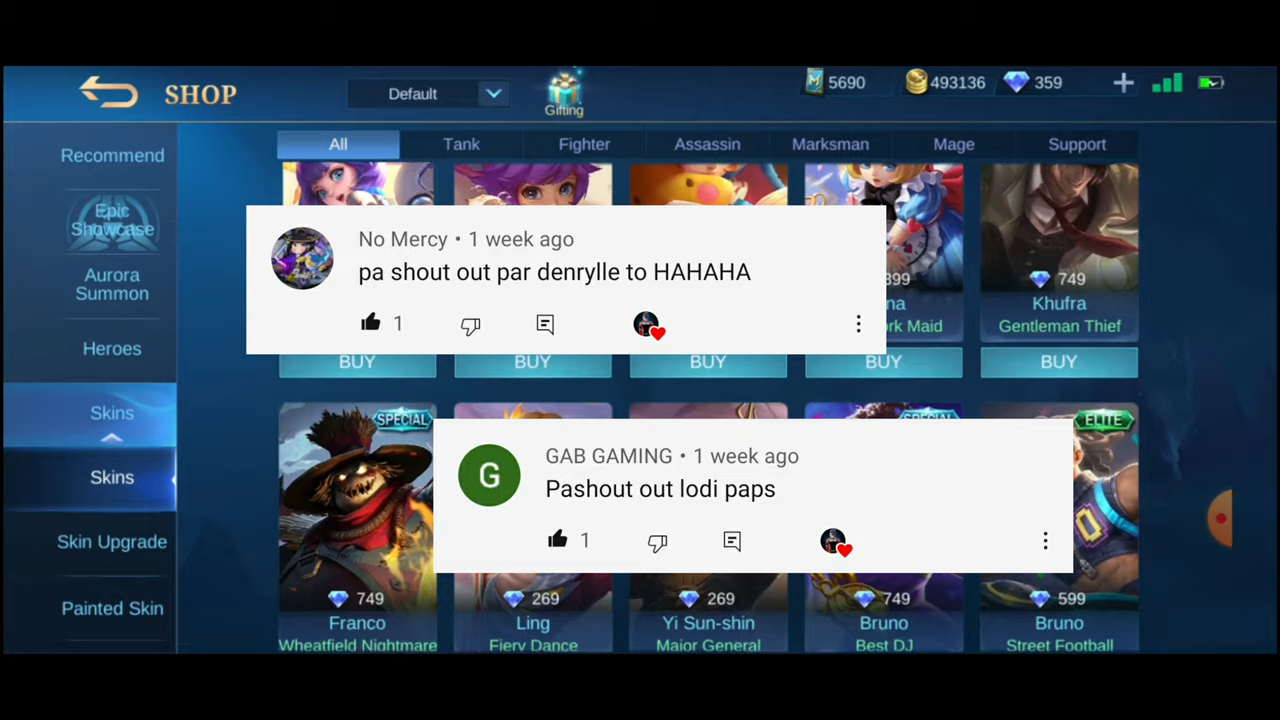 SHOP
Default
Gifting
5690
493136
359
All
Tank
Fighter
Assassin
Marksman
Mage
Support
Recommend
Epic
Showcase
Aurora
Summon
Heroes
Skins
Skins
Skin Upgrade
Painted Skin
No Mercy • 1 week ago
pa shout out par denrylle to HAHAHA
1
749
Khufra
Maid
Gentleman Thief
BUY
BUY
BUY
BUY
BUY
SPECIAL
SPECIAL
ELITE
G
GAB GAMING • 1 week ago
Pashout out lodi paps
1
749
269
269
749
599
Franco
Ling
Yi Sun-shin
Bruno
Bruno
Wheatfield Nightmare
Fiery Dance
Major General
Best DJ
Street Football